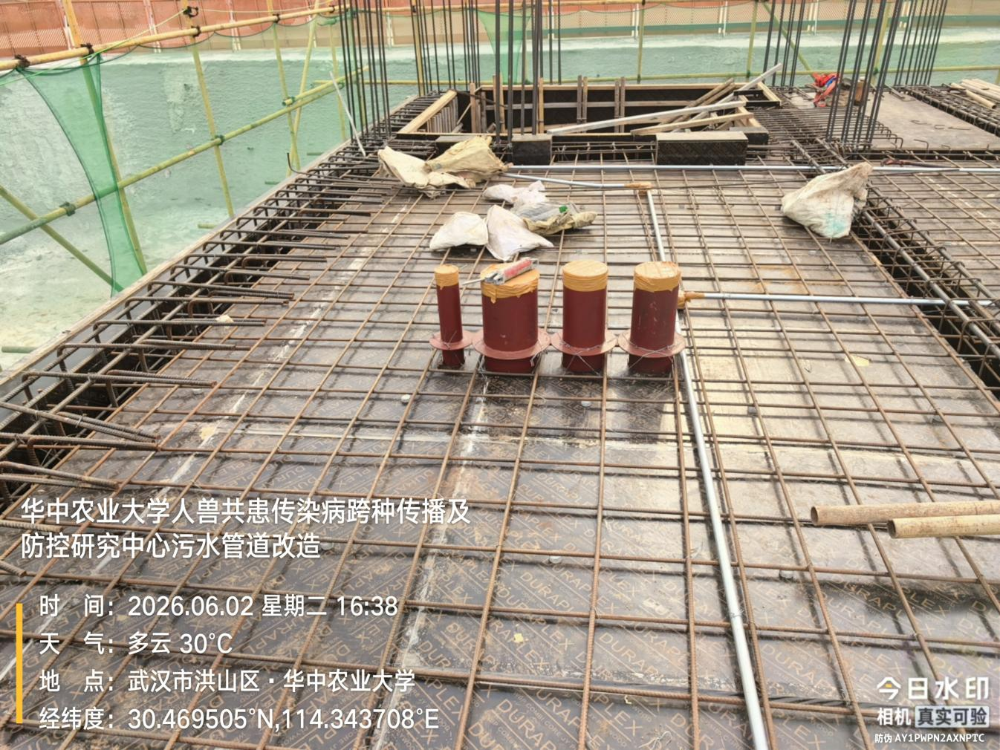 华中农业大学人兽共患传染病跨种传播及
防控研究中心污水管道改造
时 间：2026.06.02 星期二 16:38
天 气：多云 30°C
地 点：武汉市洪山区·华中农业大学
经纬度：30.469505°N,114.343708°E
今日水印
相机 真实可验
防伪 AY1PWPN2AXNPTC
DURAPLEX